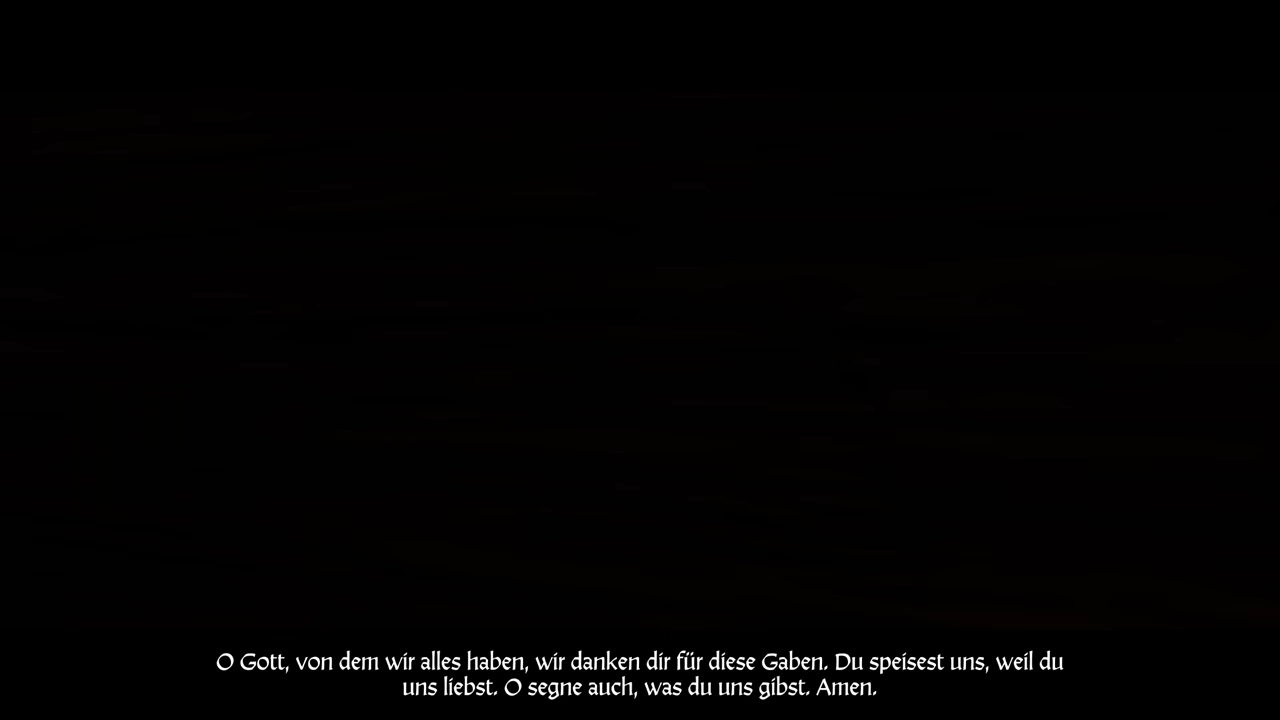 O Gott, von dem wir alles haben, wir danken dir für diese Gaben. Du speisest uns, weil du
uns liebst. O segne auch, was du uns gibst. Amen.